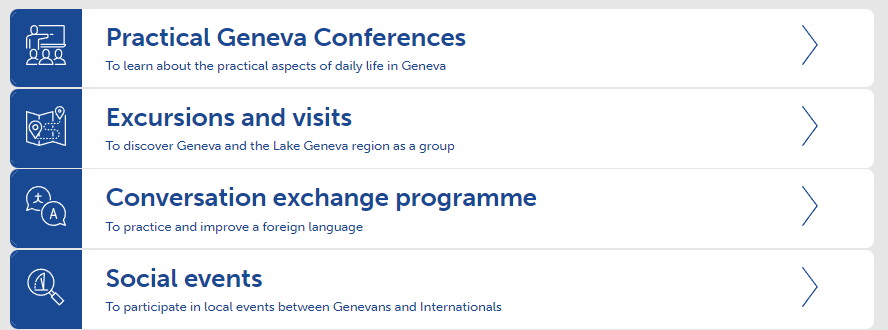 Practical Geneva Conferences
To learn about the practical aspects of daily life in Geneva
Excursions and visits
To discover Geneva and the Lake Geneva region as a group
Conversation exchange programme
To practice and improve a foreign language
A
Social events
To participate in local events between Genevans and Internationals